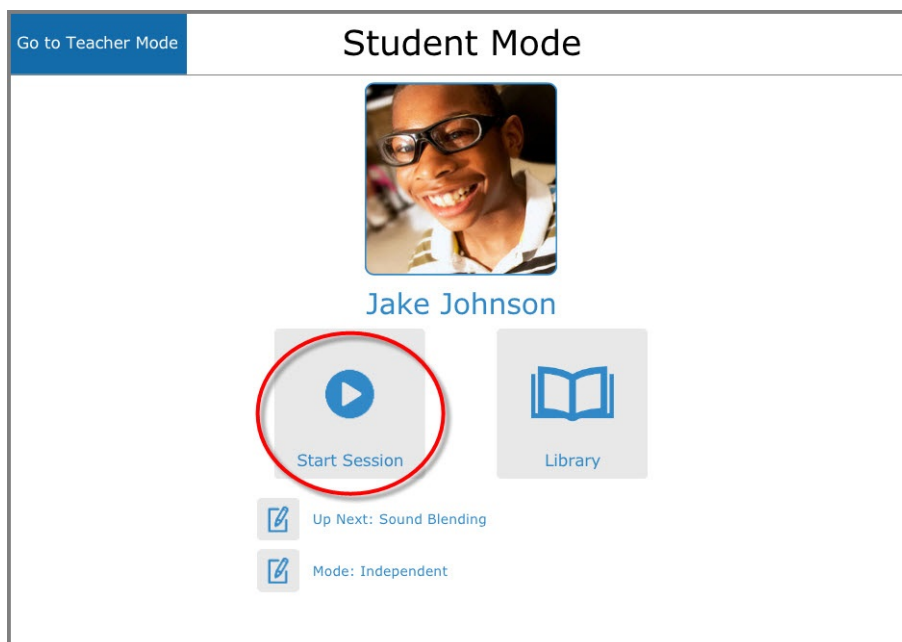 Go to Teacher Mode
Student Mode
Jake Johnson
Start Session
Library
Up Next: Sound Blending
Mode: Independent